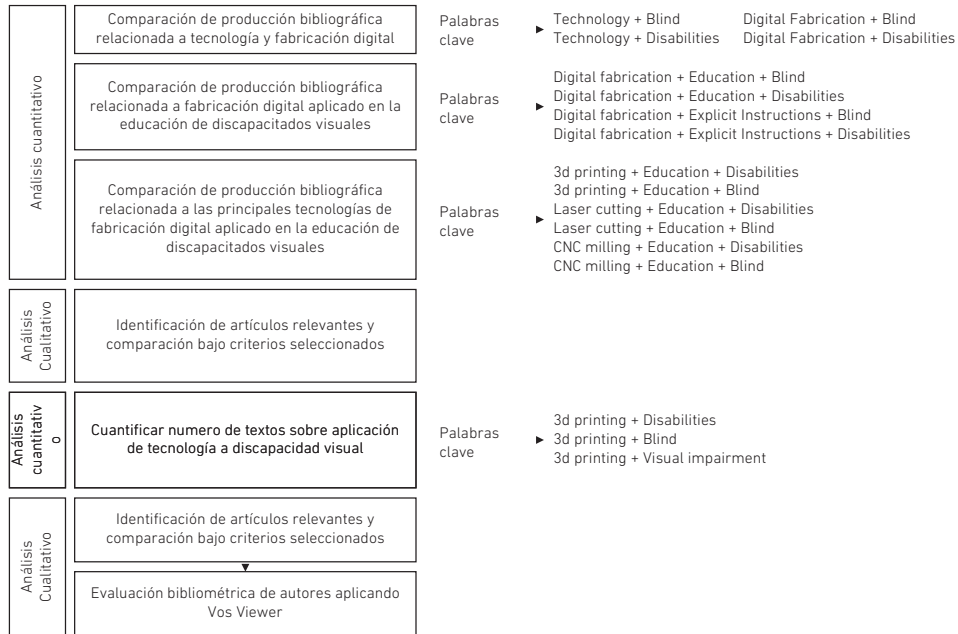 Análisis cuantitativo
Comparación de producción bibliográfica
relacionada a tecnología y fabricación digital
Palabras
clave
Technology + Blind
Technology + Disabilities
Digital Fabrication + Blind
Digital Fabrication + Disabilities
Comparación de producción bibliográfica
relacionada a fabricación digital aplicado en la
educación de discapacitados visuales
Palabras
clave
Digital fabrication + Education + Blind
Digital fabrication + Education + Disabilities
Digital fabrication + Explicit Instructions + Blind
Digital fabrication + Explicit Instructions + Disabilities
Comparación de producción bibliográfica
relacionada a las principales tecnologías de
fabricación digital aplicado en la educación de
discapacitados visuales
Palabras
clave
3d printing + Education + Disabilities
3d printing + Education + Blind
Laser cutting + Education + Disabilities
Laser cutting + Education + Blind
CNC milling + Education + Disabilities
CNC milling + Education + Blind
Análisis
Cualitativo
Identificación de artículos relevantes y
comparación bajo criterios seleccionados
Análisis
cuantitativ
o
Cuantificar numero de textos sobre aplicación
de tecnología a discapacidad visual
Palabras
clave
3d printing + Disabilities
3d printing + Blind
3d printing + Visual impairment
Análisis
Cualitativo
Identificación de artículos relevantes y
comparación bajo criterios seleccionados
Evaluación bibliométrica de autores aplicando
Vos Viewer